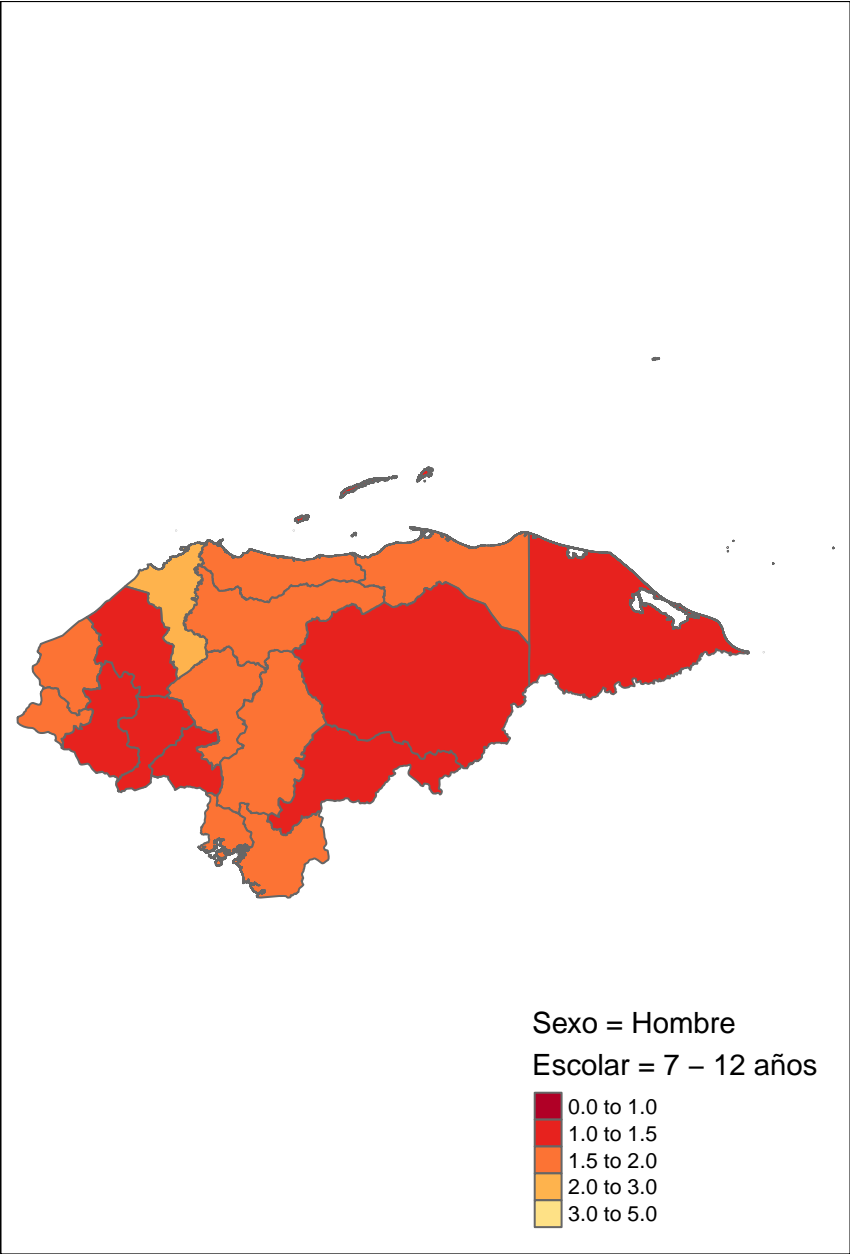 Sexo = Hombre
Escolar = 7 – 12 años
0.0 to 1.0
1.0 to 1.5
1.5 to 2.0
2.0 to 3.0
3.0 to 5.0